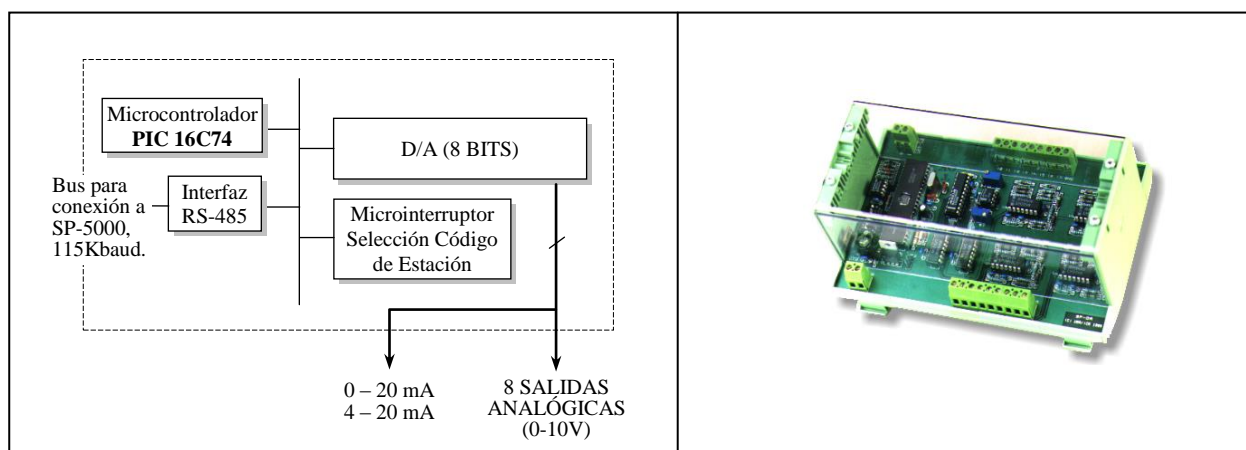 Microcontrolador
PIC 16C74
D/A (8 BITS)
Bus para
conexión a
SP-5000,
115Kbaud.
Interfaz
RS-485
Microinterruptor
Selección Código
de Estación
0 – 20 mA
4 – 20 mA
8 SALIDAS
ANALÓGICAS
(0-10V)